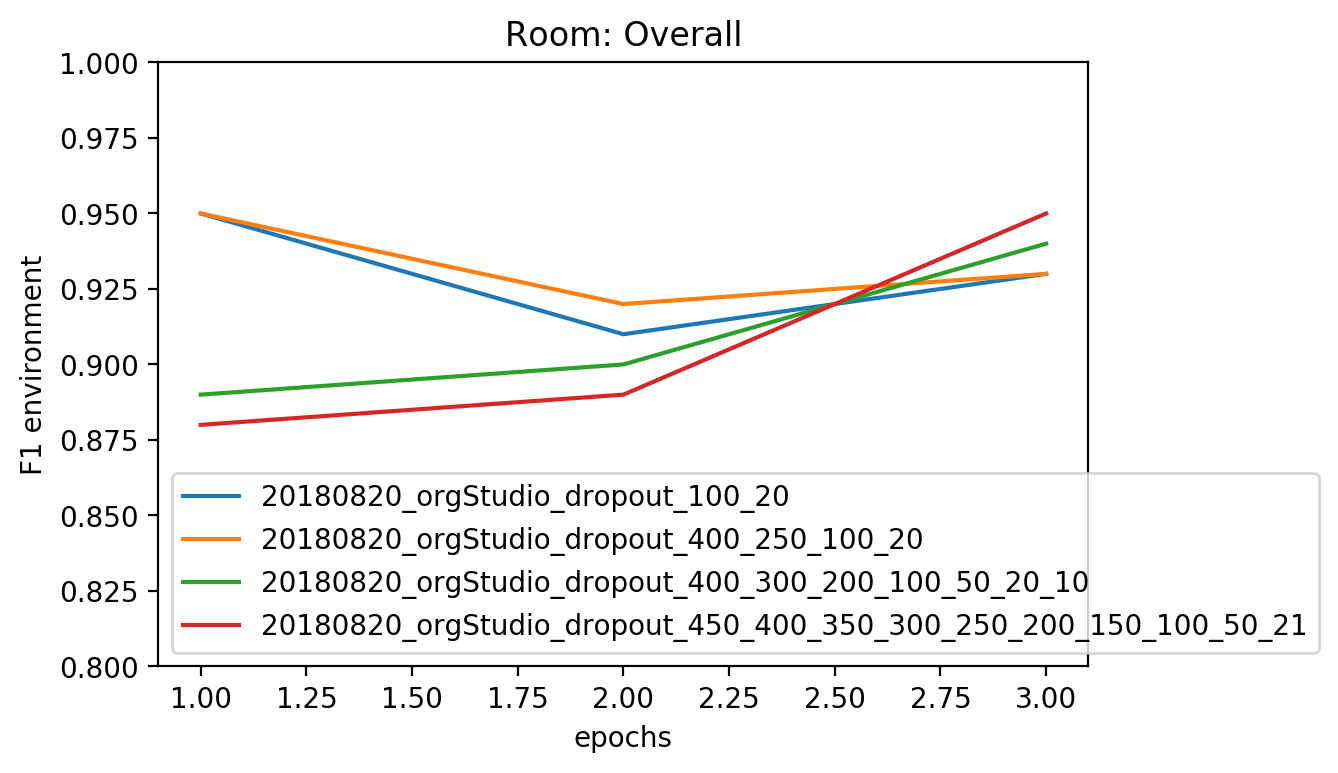 Room: Overall
1.000
0.975
0.950
0.925
0.900
0.875
0.850
0.825
0.800
F1 environment
20180820_orgStudio_dropout_100_20
20180820_orgStudio_dropout_400_250_100_20
20180820_orgStudio_dropout_400_300_200_100_50_20_10
20180820_orgStudio_dropout_450_400_350_300_250_200_150_100_50_21
1.00 1.25 1.50 1.75 2.00 2.25 2.50 2.75 3.00
epochs